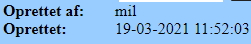 Oprettet af: mil
Oprettet: 19-03-2021 11:52:03